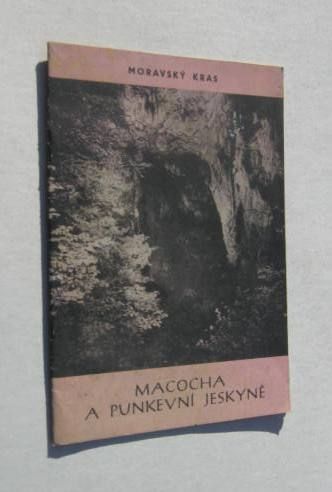 MORAVSKÝ KRAS
MACOCHA
A PUNKEVNÍ JESKYNĚ